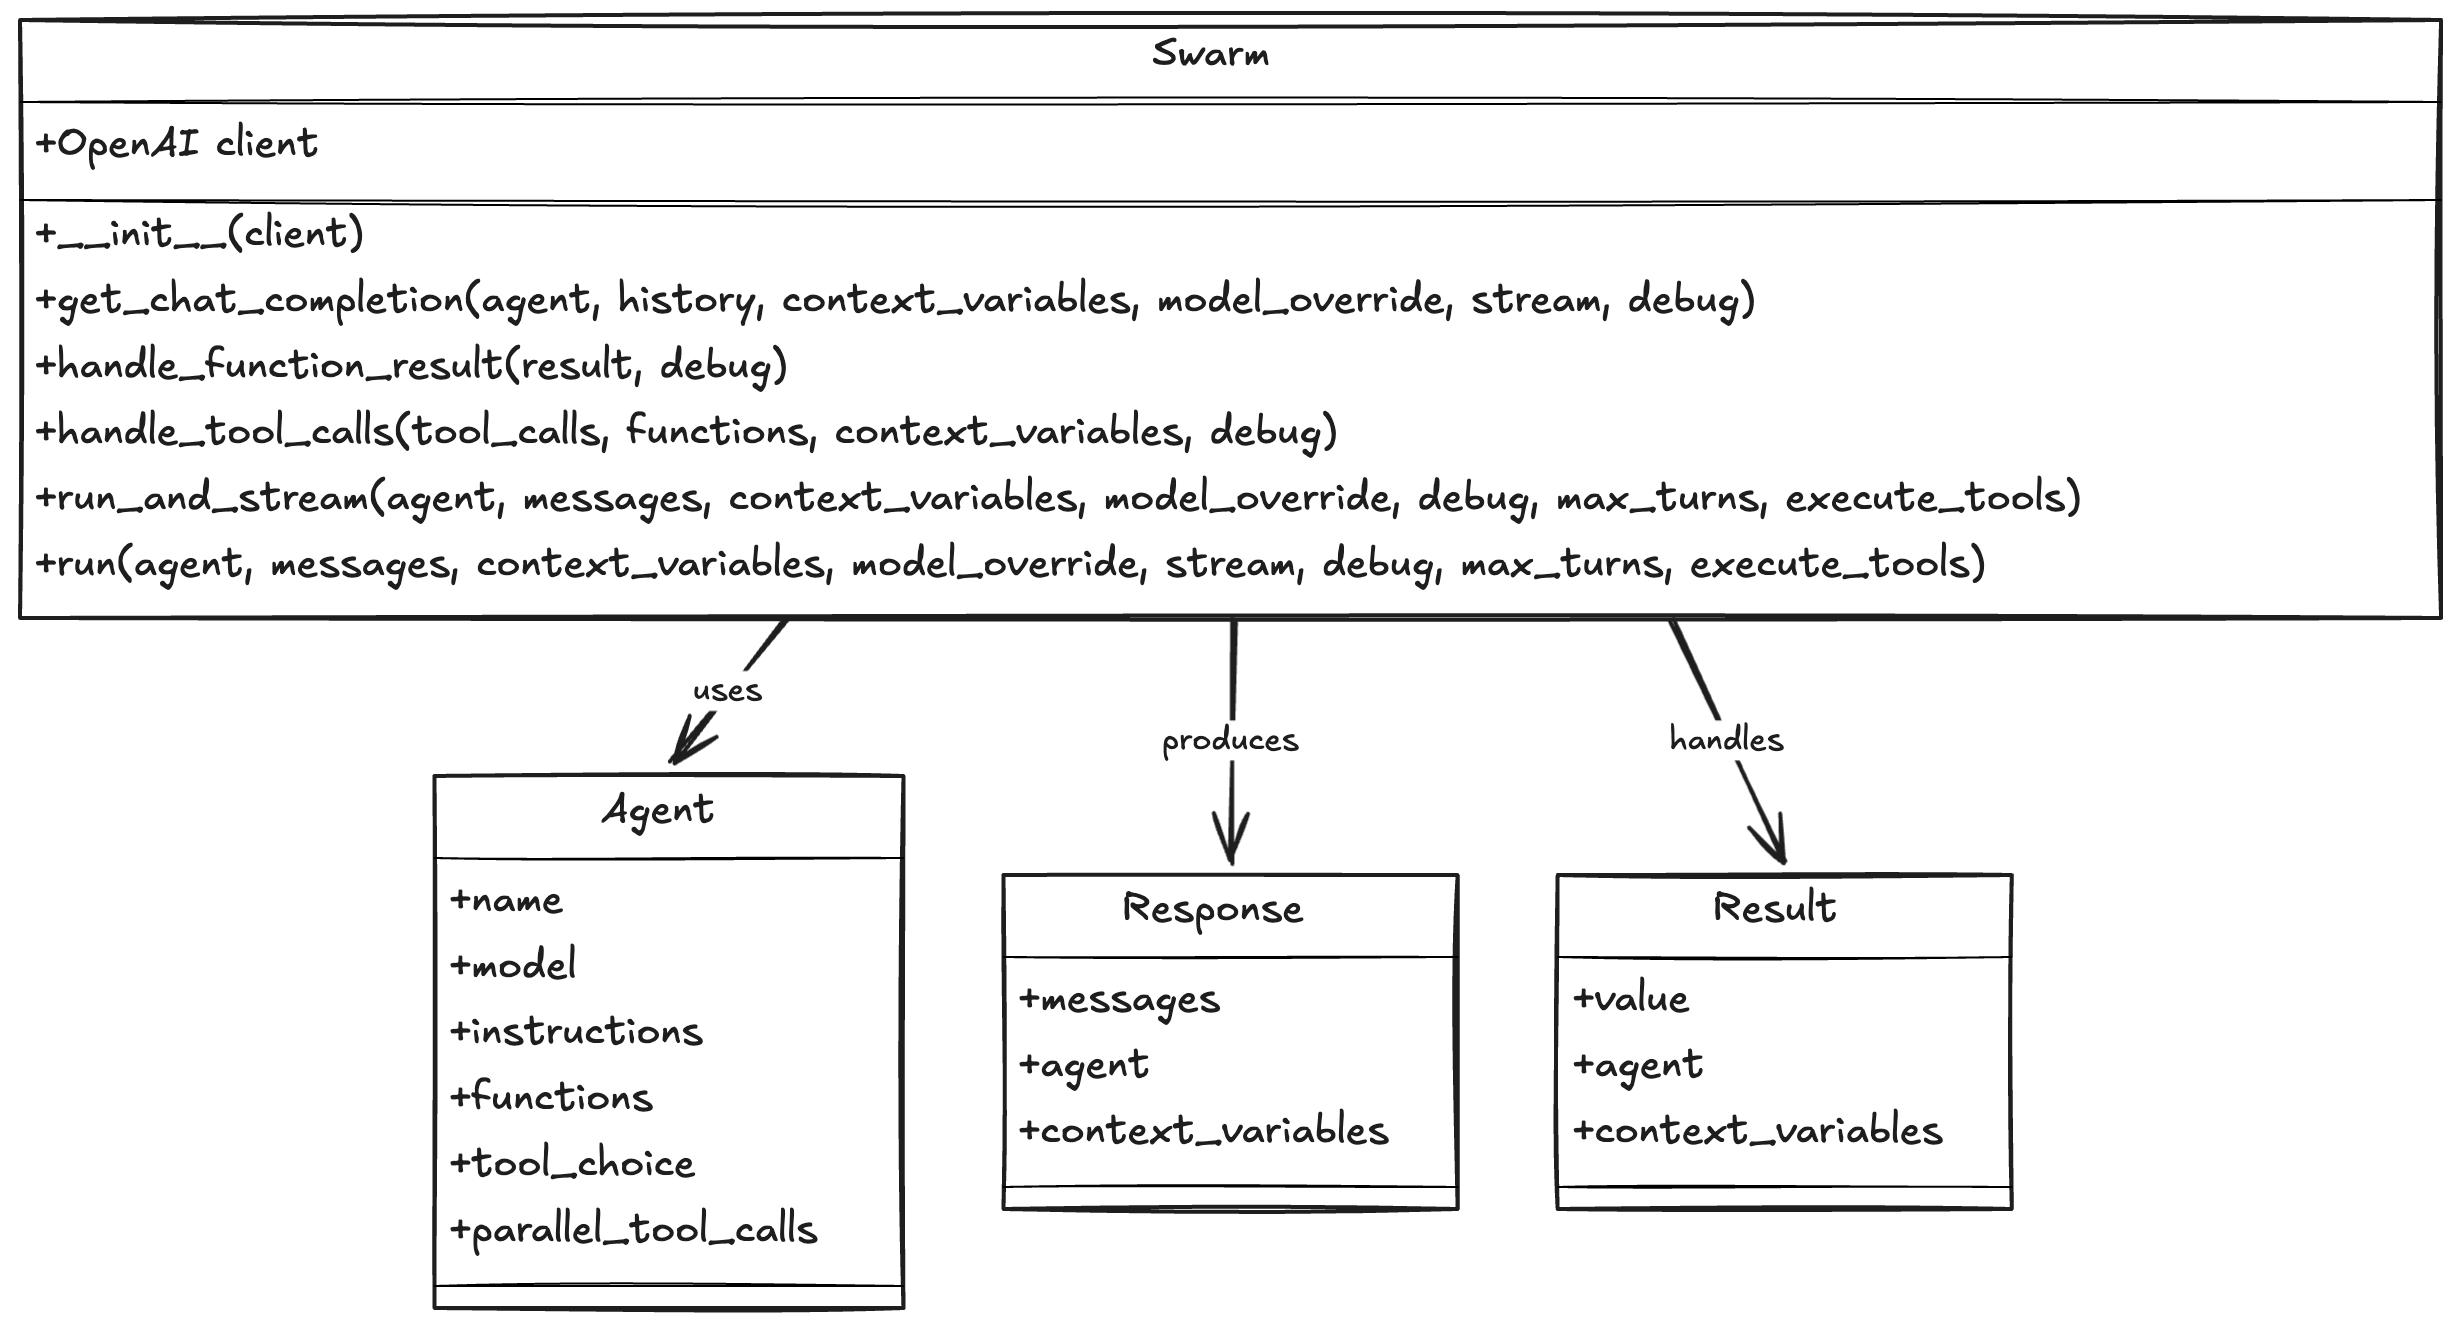 Swarm
+OpenAI client
+__init__(client)
+get_chat_completion(agent, history, context_variables, model_override, stream, debug)
+handle_function_result(result, debug)
+handle_tool_calls(tool_calls, functions, context_variables, debug)
+run_and_stream(agent, messages, context_variables, model_override, debug, max_turns, execute_tools)
+run(agent, messages, context_variables, model_override, stream, debug, max_turns, execute_tools)
uses
produces
handles
Agent
+name
+model
+instructions
+functions
+tool_choice
+parallel_tool_calls
Response
+messages
+agent
+context_variables
Result
+value
+agent
+context_variables